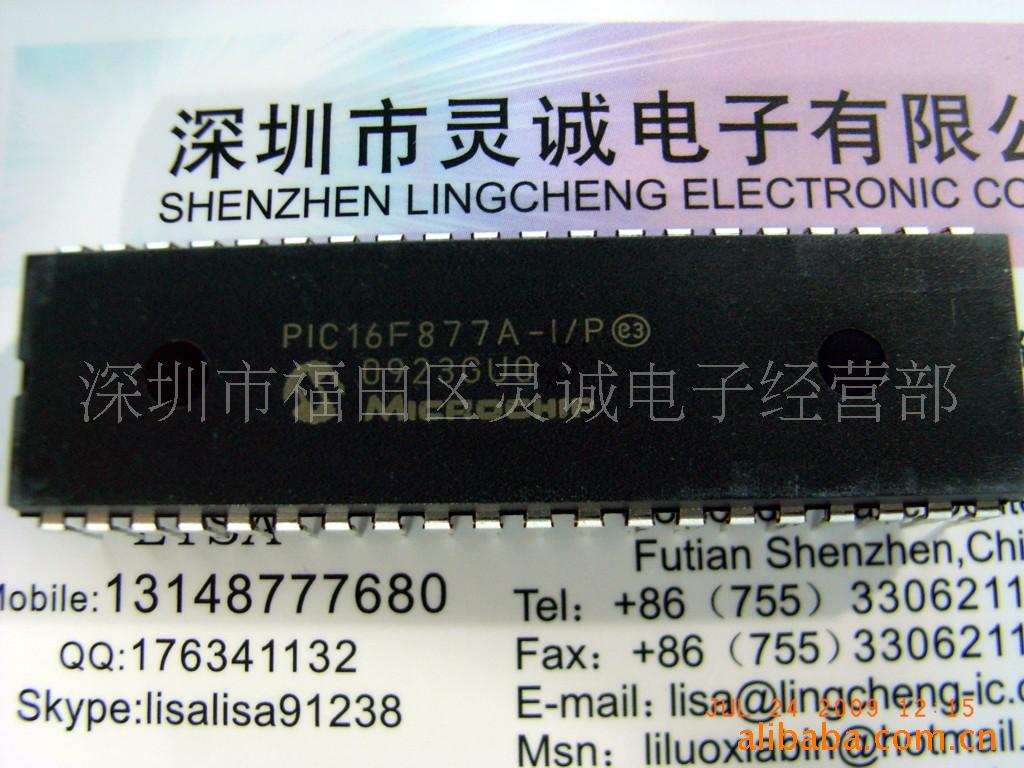 深圳市灵诚电子有限
SHENZHEN LINGCHENG ELECTRONIC CO
PIC16F877A-I/P e3
0923GU0
MICROCHIP
深圳市福田区灵诚电子经营部
LISA
Futian Shenzhen,Chi
Mobile:13148777680
Tel: +86（755）3306211
QQ:176341132
Fax: +86（755）3306211
Skype:lisalisa91238
E-mail: lisa@lingcheng-ic.c
JUL 24 2009 12:15
Msn: liluoxiabin@hotmail.
alibaba.com.cn